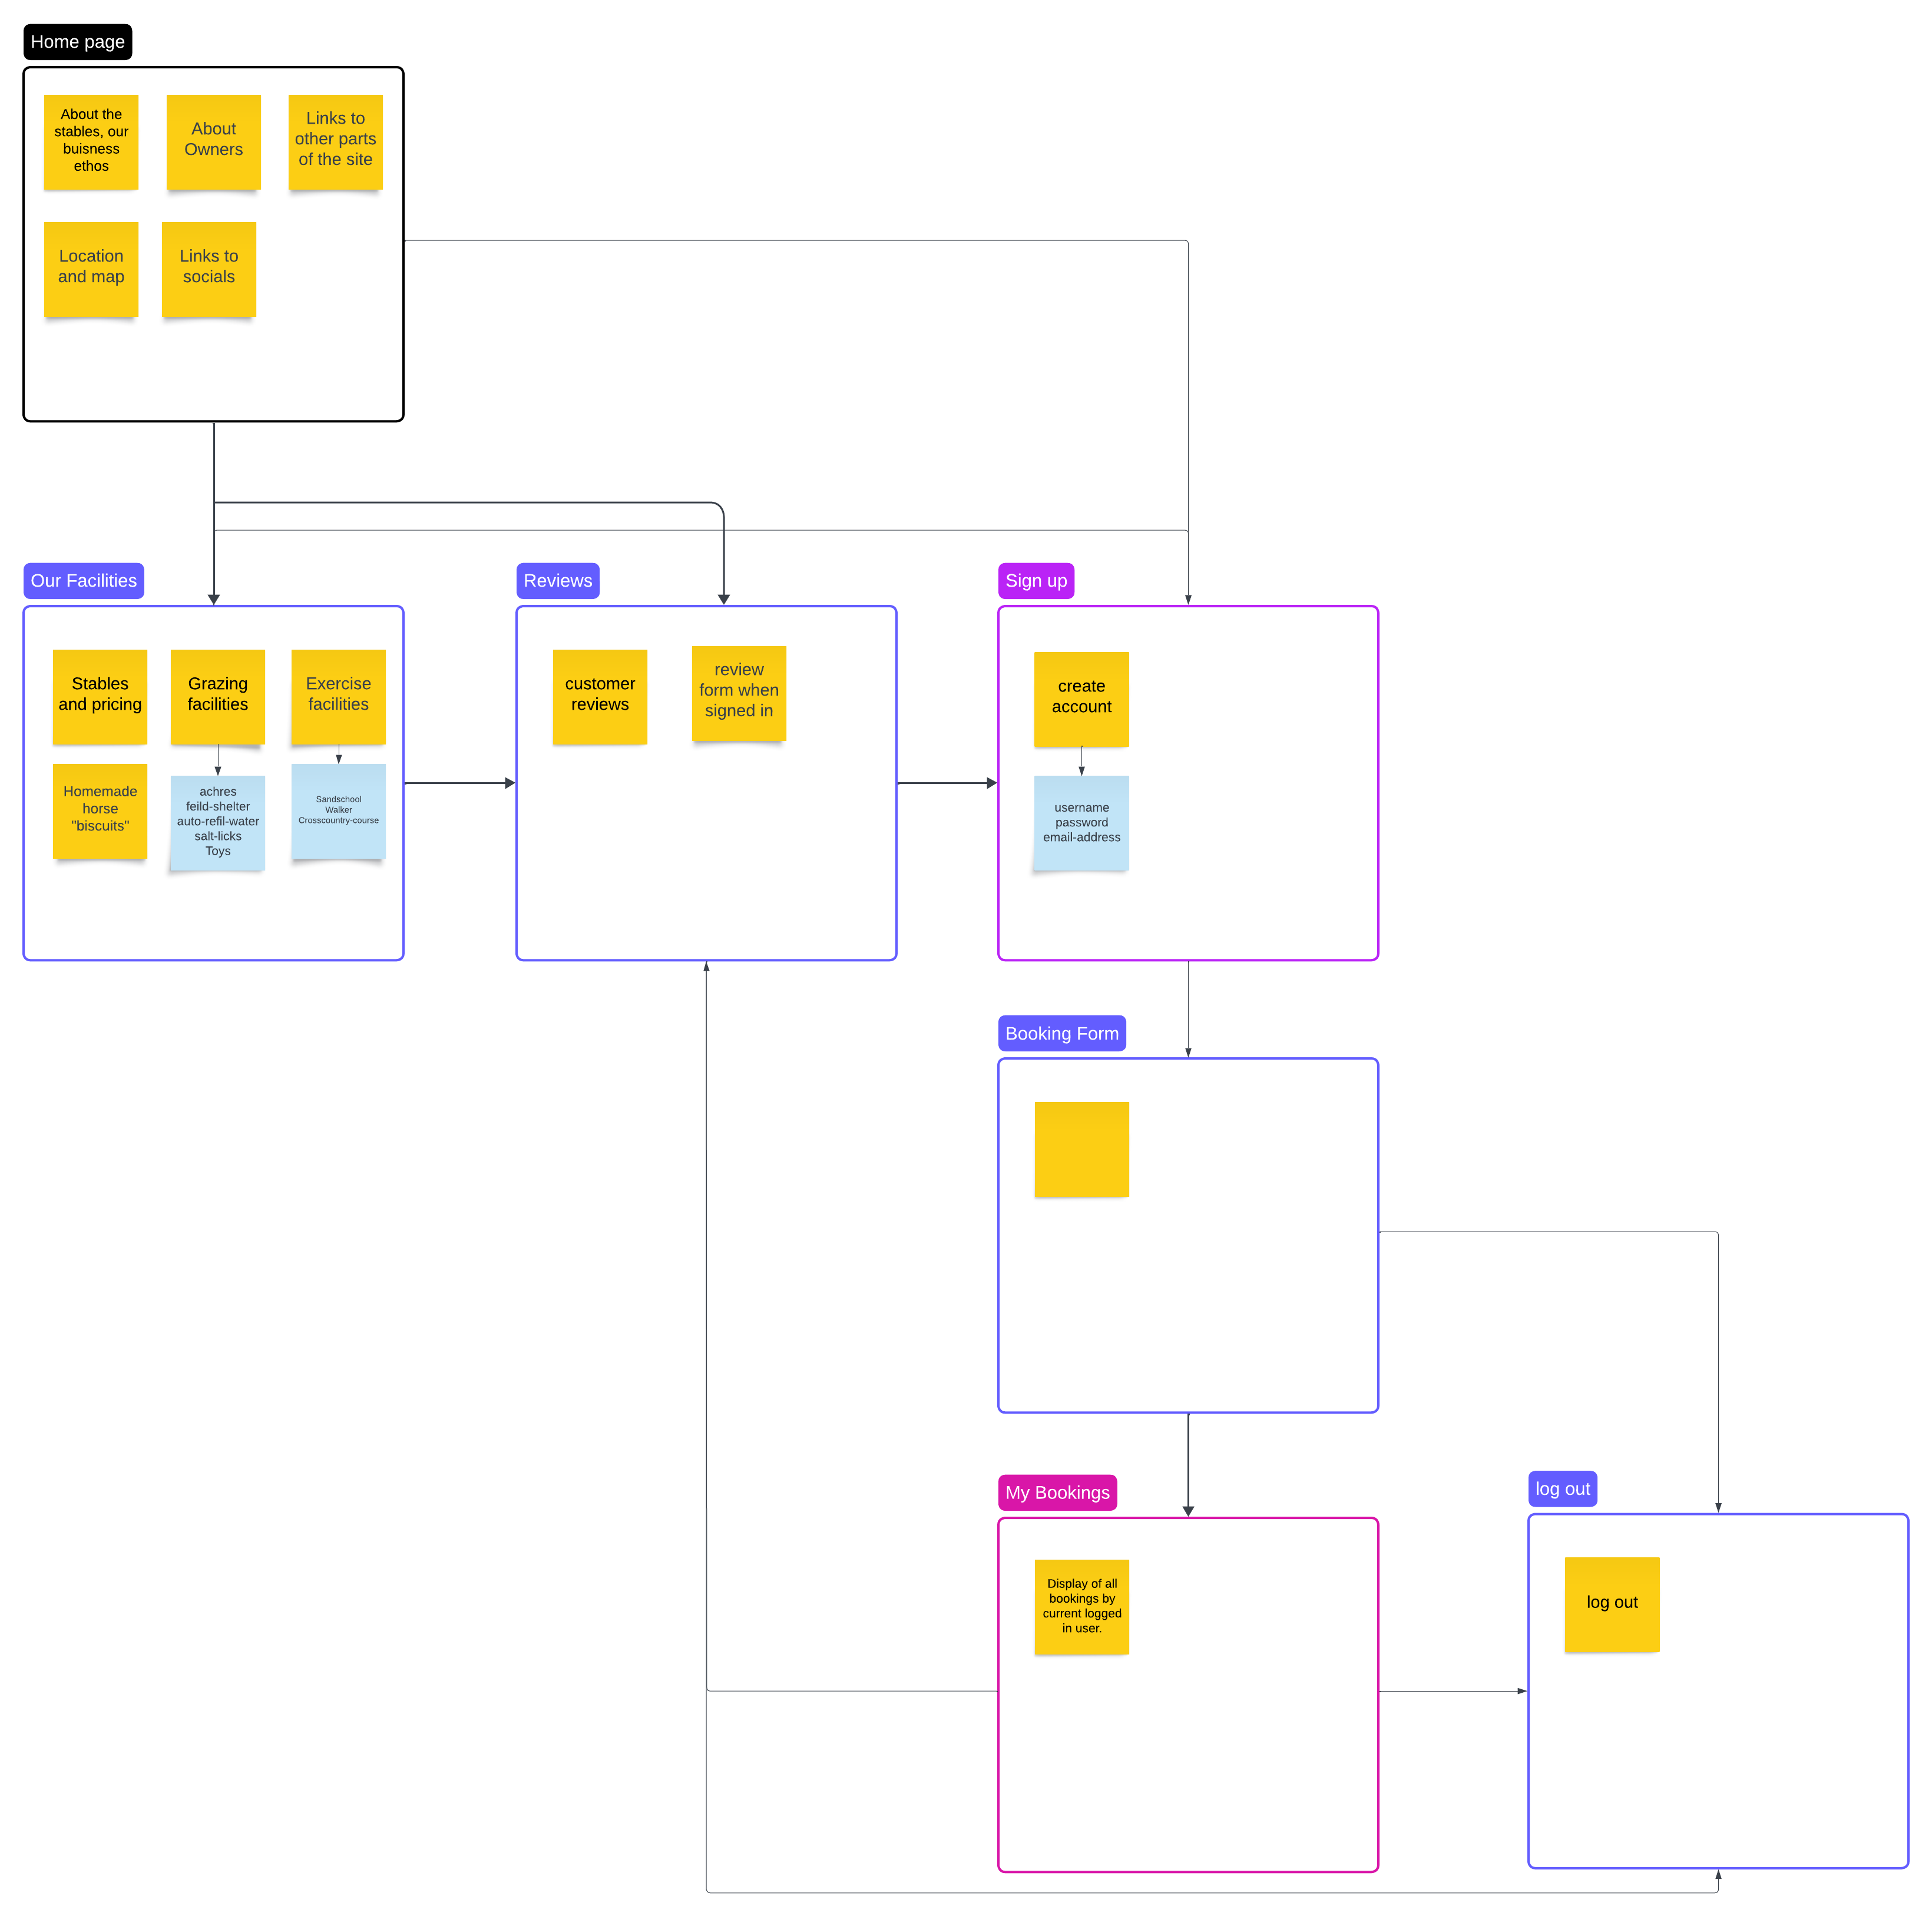 Home page
About the
stables, our
buisness
ethos
About
Owners
Links to
other parts
of the site
Location
and map
Links to
socials
Our Facilities
Stables
and pricing
Grazing
facilities
Exercise
facilities
Homemade
horse
"biscuits"
achres
feild-shelter
auto-refil-water
salt-licks
Toys
Sandschool
Walker
Crosscountry-course
Reviews
customer
reviews
review
form when
signed in
Sign up
create
account
username
password
email-address
Booking Form
My Bookings
Display of all
bookings by
current logged
in user.
log out
log out